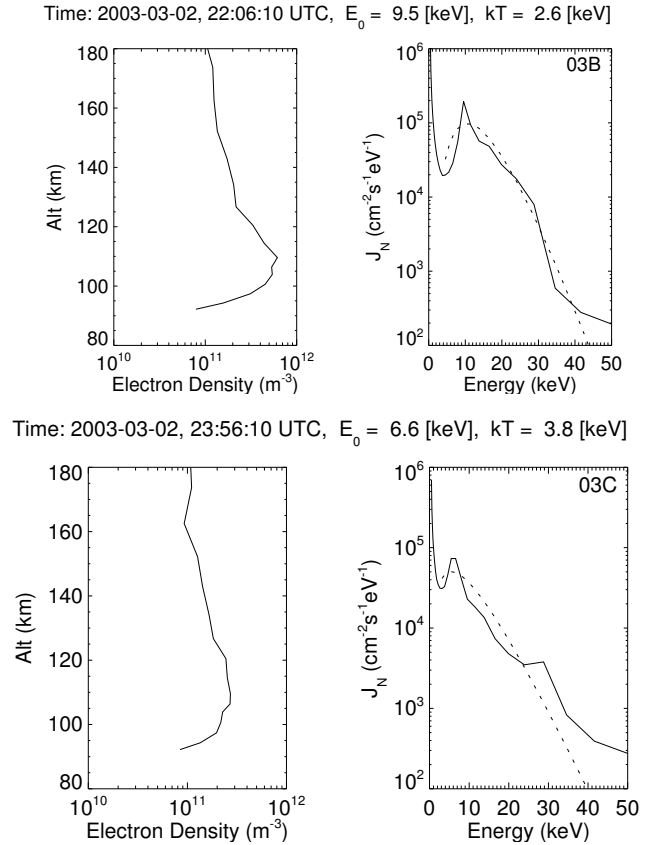 Time: 2003-03-02, 22:06:10 UTC, E_0 = 9.5 [keV], kT = 2.6 [keV]
180
160
140
120
100
80
Alt (km)
10^10 10^11 10^12
Electron Density (m^-3)
03B
10^6
10^5
10^4
10^3
10^2
J_N (cm^-2s^-1eV^-1)
0 10 20 30 40 50
Energy (keV)
Time: 2003-03-02, 23:56:10 UTC, E_0 = 6.6 [keV], kT = 3.8 [keV]
180
160
140
120
100
80
Alt (km)
10^10 10^11 10^12
Electron Density (m^-3)
03C
10^6
10^5
10^4
10^3
10^2
J_N (cm^-2s^-1eV^-1)
0 10 20 30 40 50
Energy (keV)